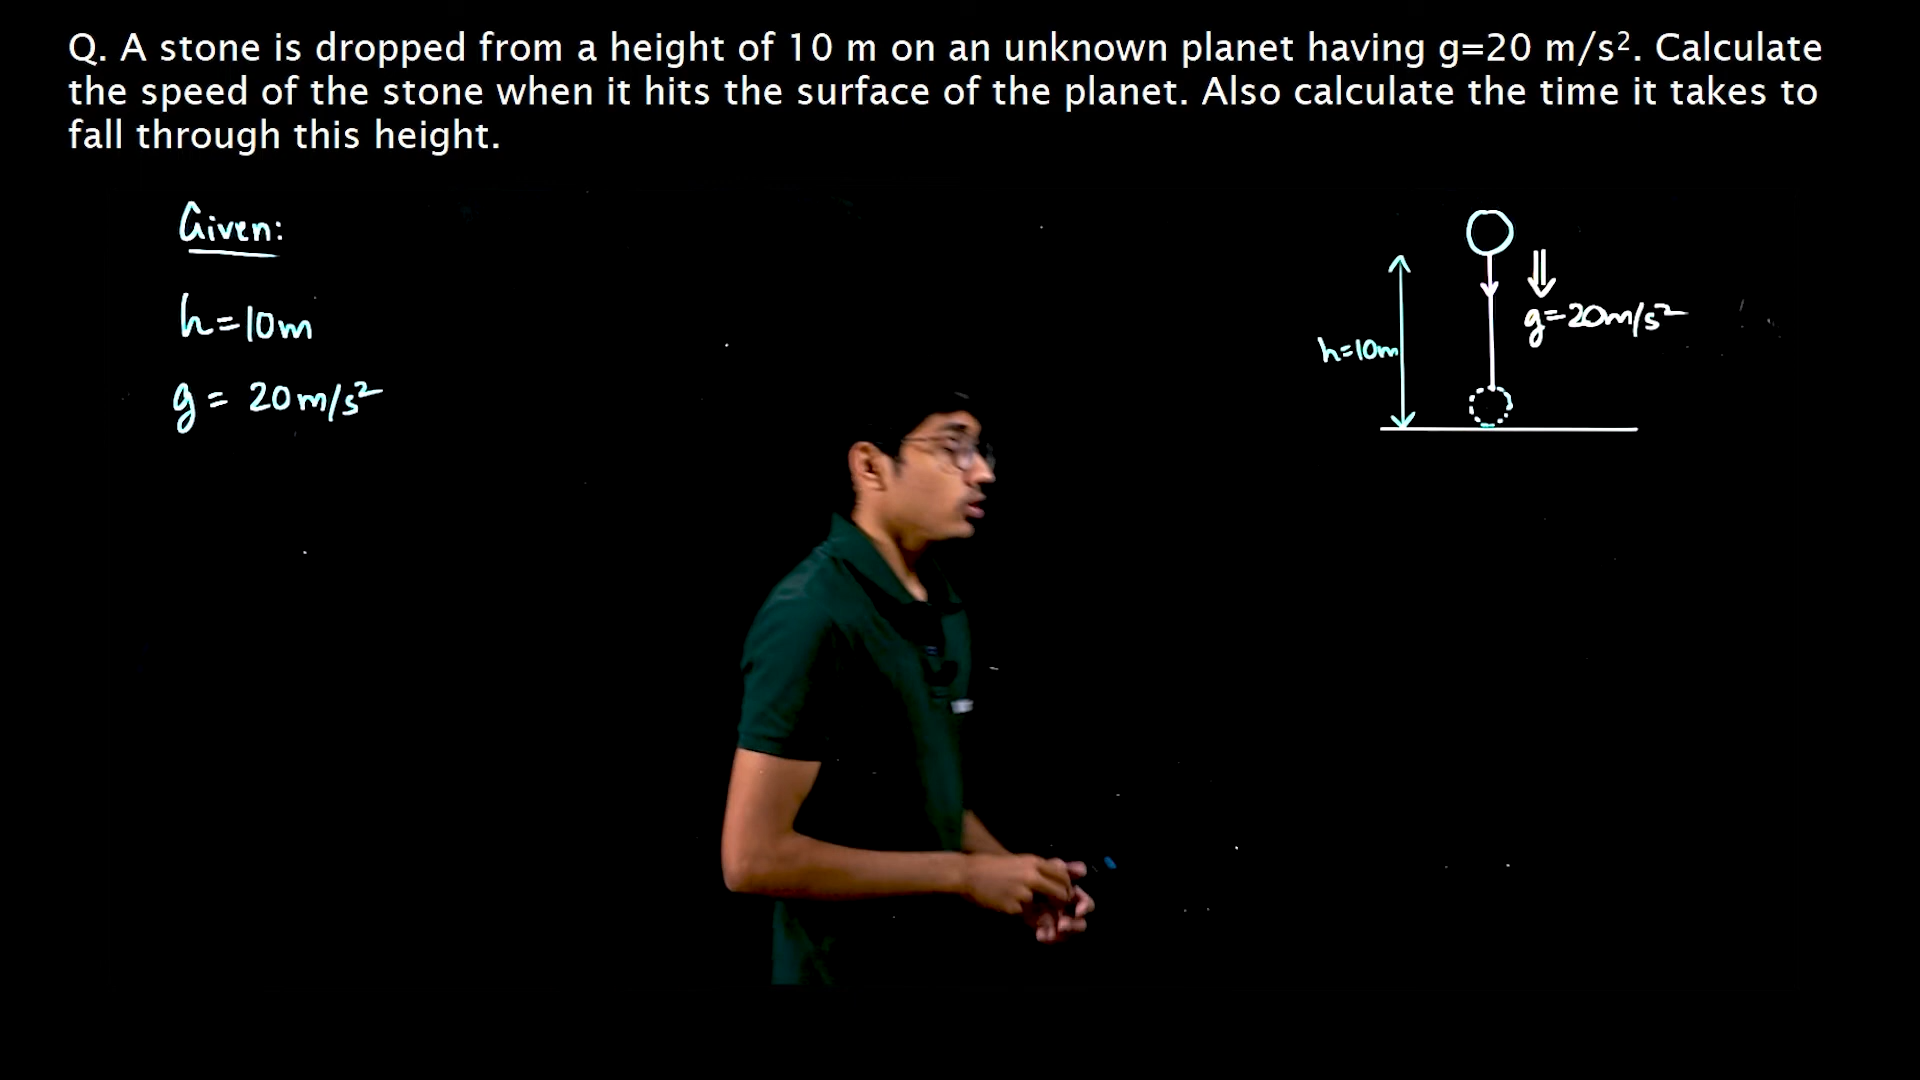 Q. A stone is dropped from a height of 10 m on an unknown planet having g=20 m/s². Calculate
the speed of the stone when it hits the surface of the planet. Also calculate the time it takes to
fall through this height.
Given:
h=10m
g= 20m/s²
h=10m
g=20m/s²